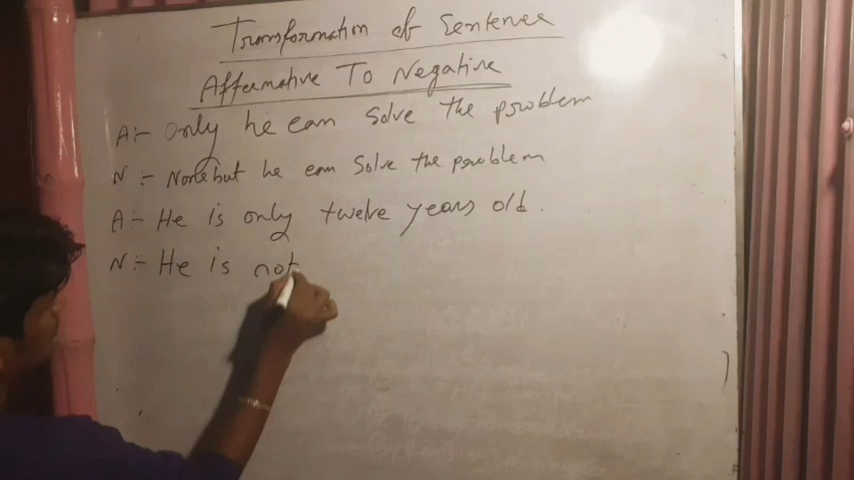 Transformation of Sentence
Affermative To Negative
A:- Only he can solve the problem
N:- None but he can solve the problem
A:- He is only twelve years old.
N:- He is not